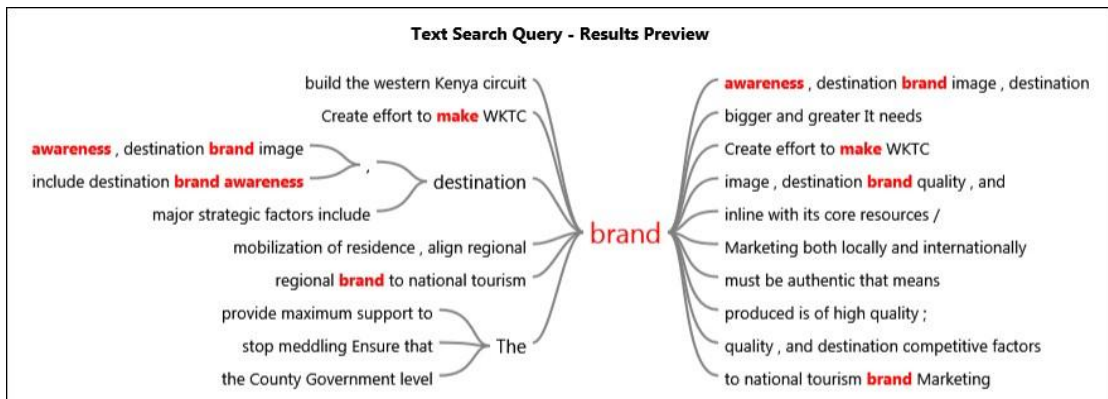 Text Search Query - Results Preview
build the western Kenya circuit
Create effort to make WKTC
awareness , destination brand image
include destination brand awareness
,
destination
major strategic factors include
mobilization of residence , align regional
regional brand to national tourism
provide maximum support to
stop meddling Ensure that
The
the County Government level
brand
awareness , destination brand image , destination
bigger and greater It needs
Create effort to make WKTC
image , destination brand quality , and
inline with its core resources /
Marketing both locally and internationally
must be authentic that means
produced is of high quality ;
quality , and destination competitive factors
to national tourism brand Marketing